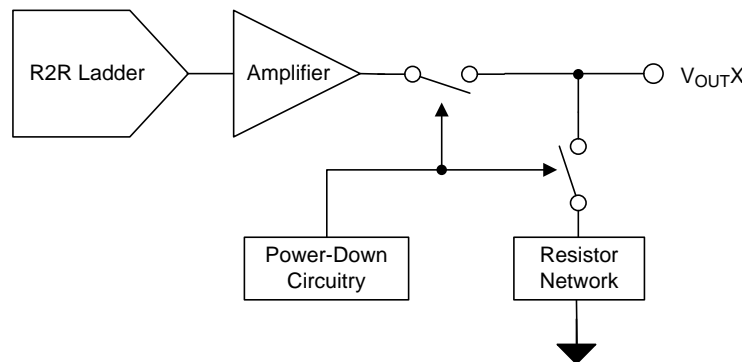 R2R Ladder
Amplifier
VOUTX
Power-Down
Circuitry
Resistor
Network